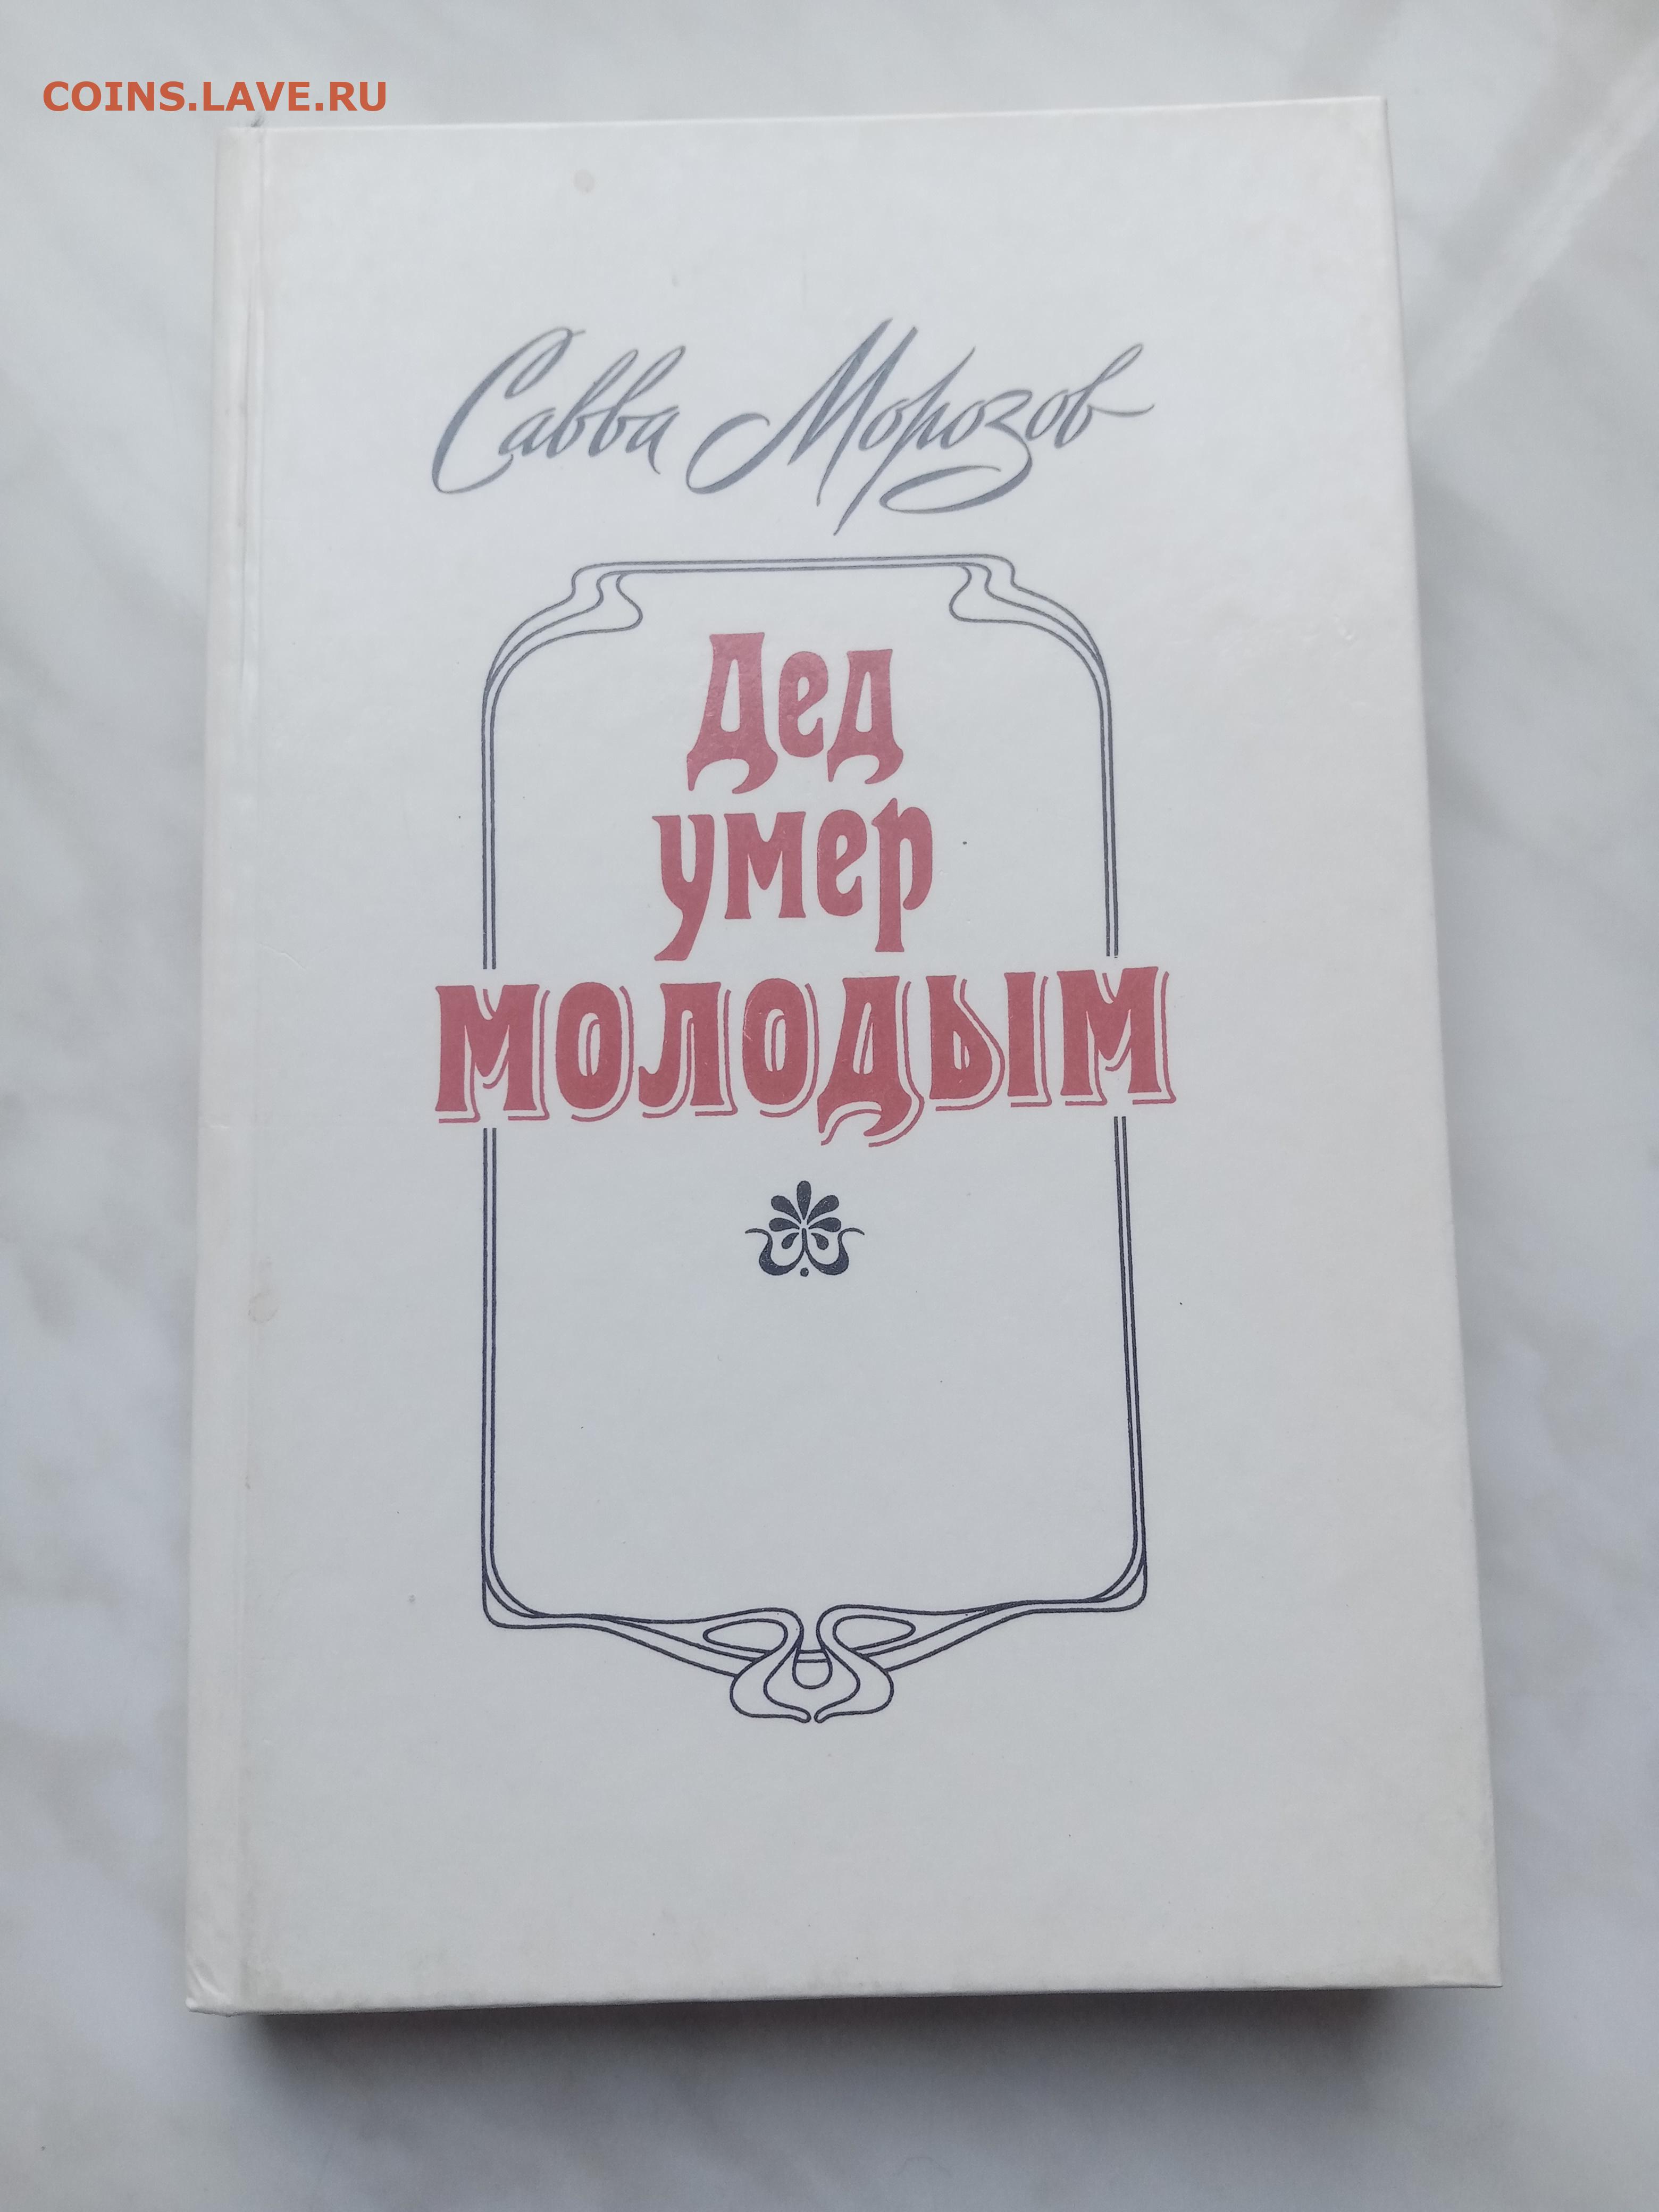 COINS.LAVE.RU
Савва Морозов
Дед
умер
молодым